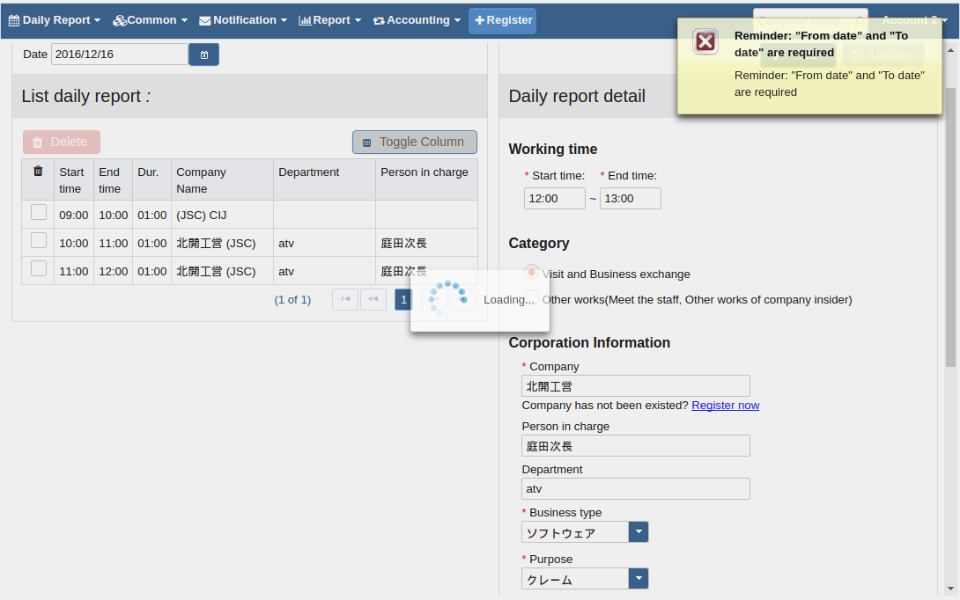 Daily Report Common Notification Report Accounting Register Account 2
Reminder: "From date" and "To
date" are required
Reminder: "From date" and "To date"
are required
Date 2016/12/16
List daily report :
Delete Toggle Column
Start time End time Dur. Company Name Department Person in charge
09:00 10:00 01:00 (JSC) CIJ
10:00 11:00 01:00 北開工営 (JSC) atv 庭田次長
11:00 12:00 01:00 北開工営 (JSC) atv 庭田次長
(1 of 1) 1
Loading...
Daily report detail
Working time
* Start time: * End time:
12:00 ~ 13:00
Category
Visit and Business exchange
Other works(Meet the staff, Other works of company insider)
Corporation Information
* Company
北開工営
Company has not been existed? Register now
Person in charge
庭田次長
Department
atv
* Business type
ソフトウェア
* Purpose
クレーム